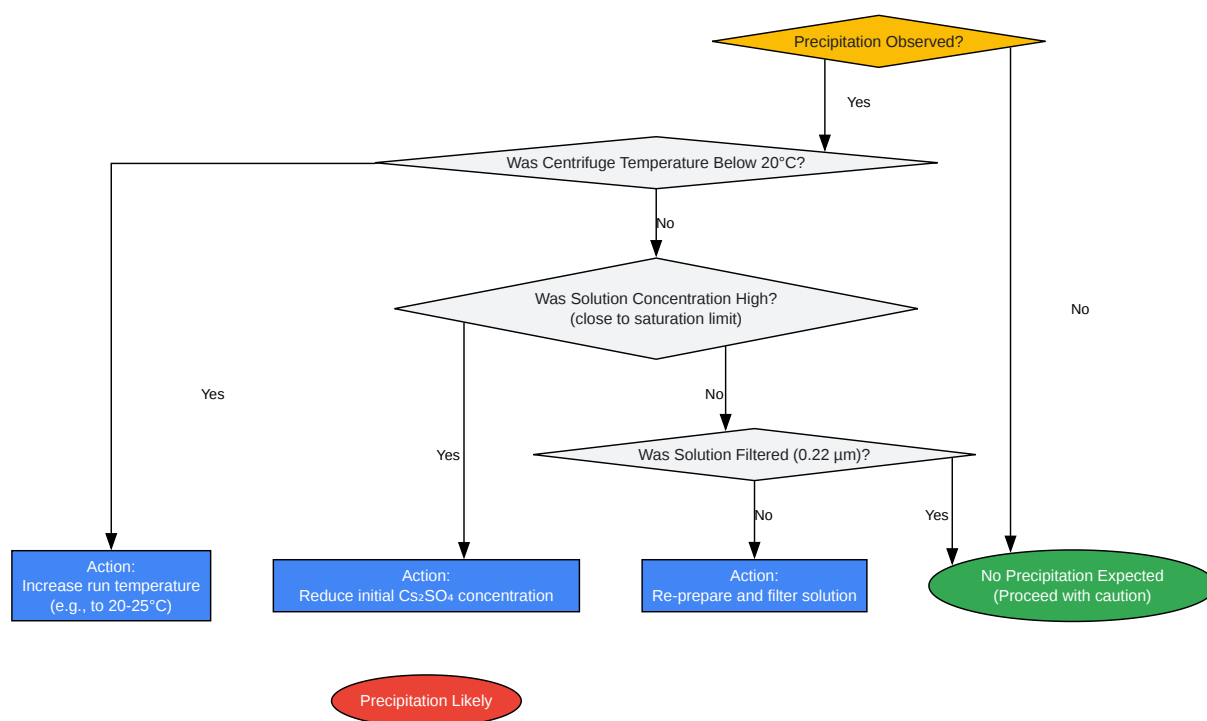 Precipitation Observed?
Yes
Was Centrifuge Temperature Below 20°C?
No
Was Solution Concentration High?
(close to saturation limit)
No
Yes
No
Yes
Was Solution Filtered (0.22 µm)?
No
Yes
Action:
Increase run temperature
(e.g., to 20-25°C)
Action:
Reduce initial Cs₂SO₄ concentration
Action:
Re-prepare and filter solution
No Precipitation Expected
(Proceed with caution)
Precipitation Likely